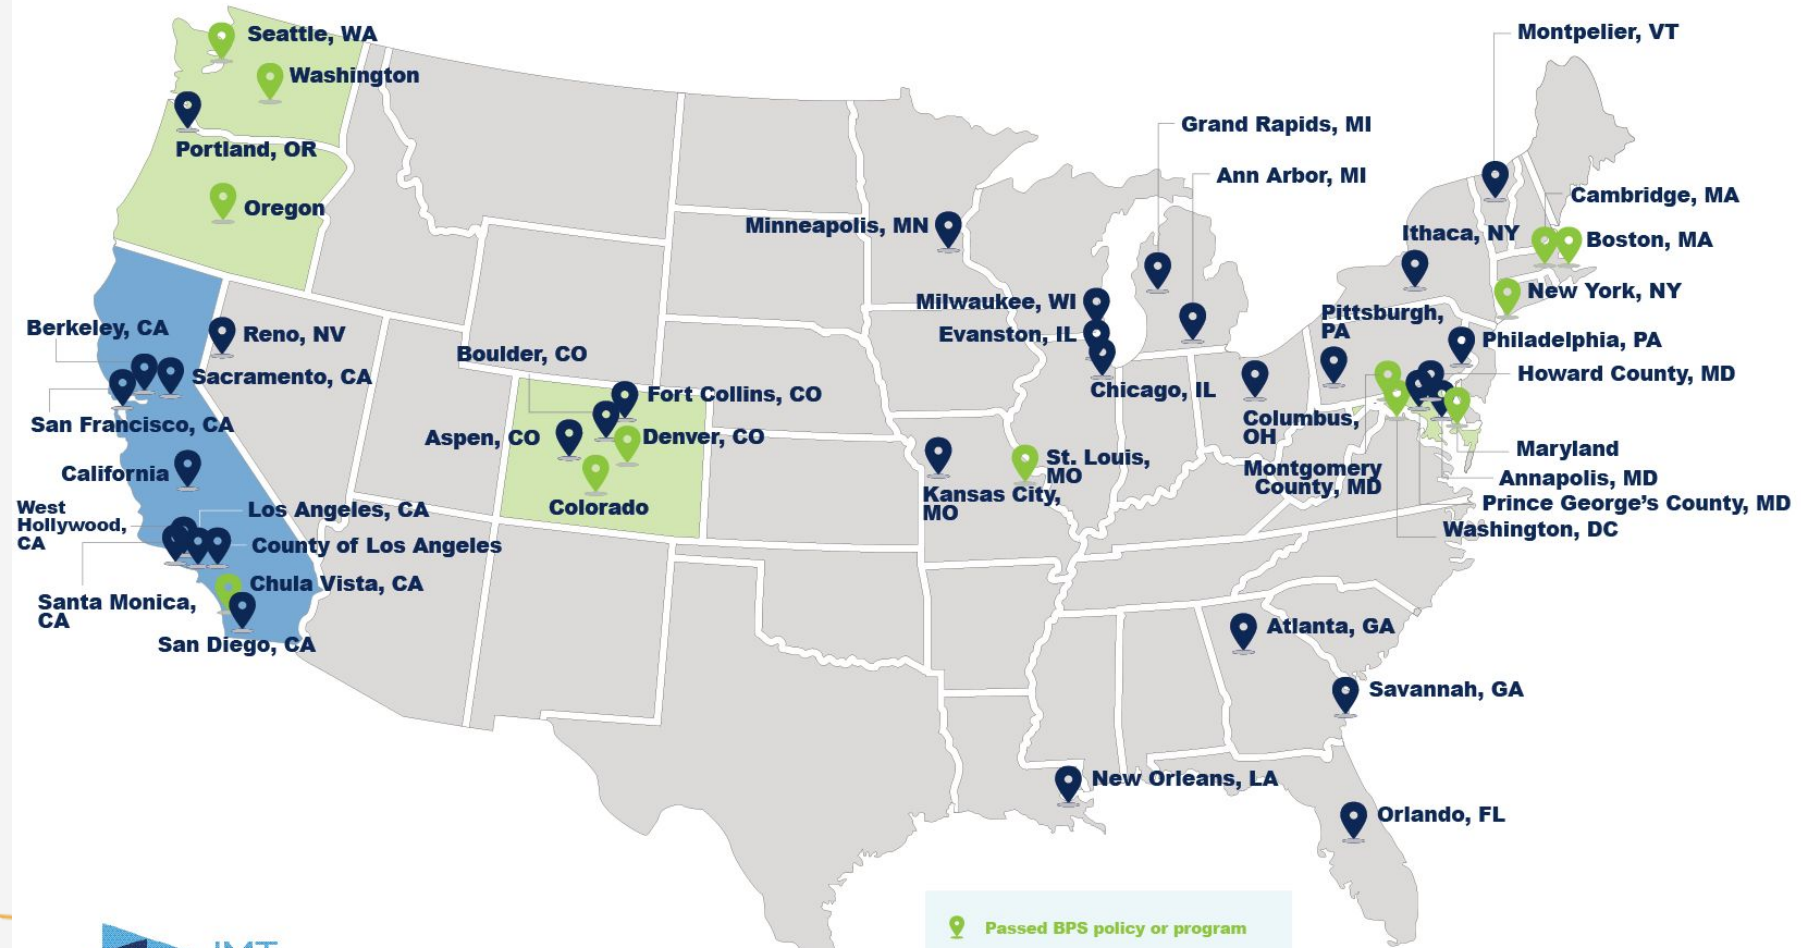 Seattle, WA
Washington
Portland, OR
Oregon
Berkeley, CA
Reno, NV
Sacramento, CA
San Francisco, CA
California
West
Hollywood,
CA
Los Angeles, CA
County of Los Angeles
Chula Vista, CA
Santa Monica,
CA
San Diego, CA
Boulder, CO
Fort Collins, CO
Aspen, CO
Denver, CO
Colorado
Minneapolis, MN
Milwaukee, WI
Evanston, IL
Chicago, IL
Grand Rapids, MI
Ann Arbor, MI
Kansas City,
MO
St. Louis,
MO
Columbus,
OH
Montpelier, VT
Cambridge, MA
Ithaca, NY
Boston, MA
New York, NY
Pittsburgh,
PA
Philadelphia, PA
Howard County, MD
Montgomery
County, MD
Maryland
Annapolis, MD
Prince George's County, MD
Washington, DC
Atlanta, GA
Savannah, GA
New Orleans, LA
Orlando, FL
Passed BPS policy or program
IMT